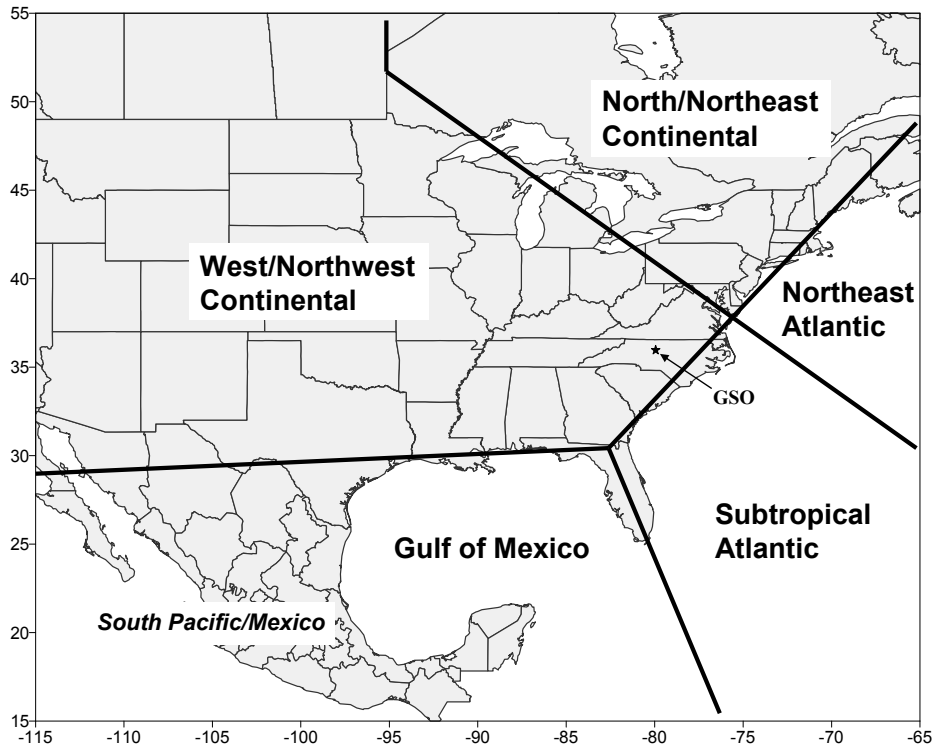 55
50
45
40
35
30
25
20
15
North/Northeast
Continental
West/Northwest
Continental
Northeast
Atlantic
GSO
Subtropical
Atlantic
Gulf of Mexico
South Pacific/Mexico
-115 -110 -105 -100 -95 -90 -85 -80 -75 -70 -65